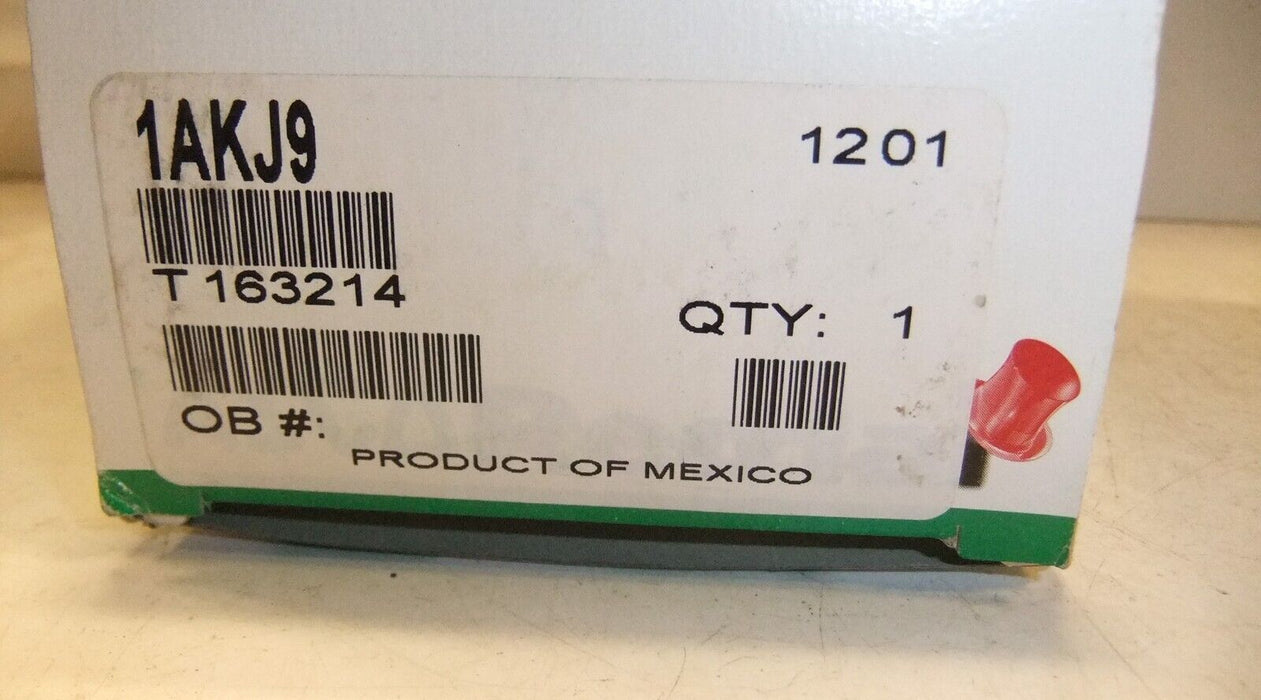 1AKJ9
1201
T 163214
QTY: 1
OB #:
PRODUCT OF MEXICO